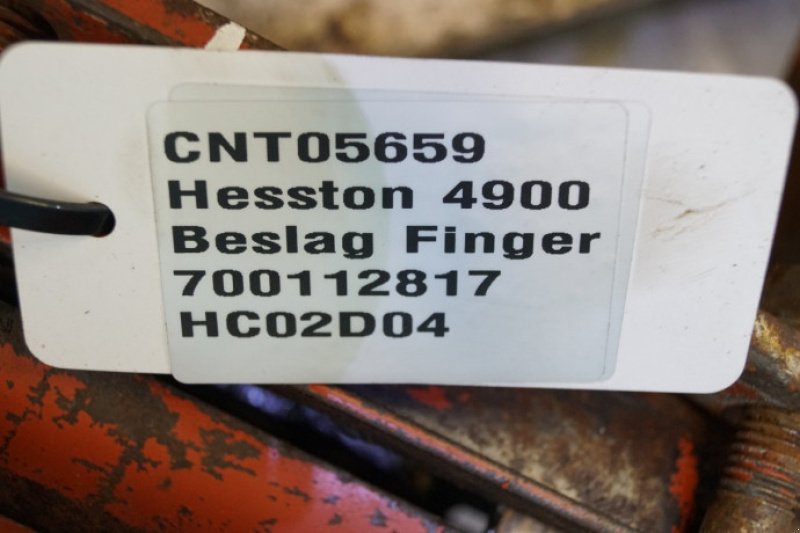 CNT05659
Hesston 4900
Beslag Finger
700112817
HC02D04